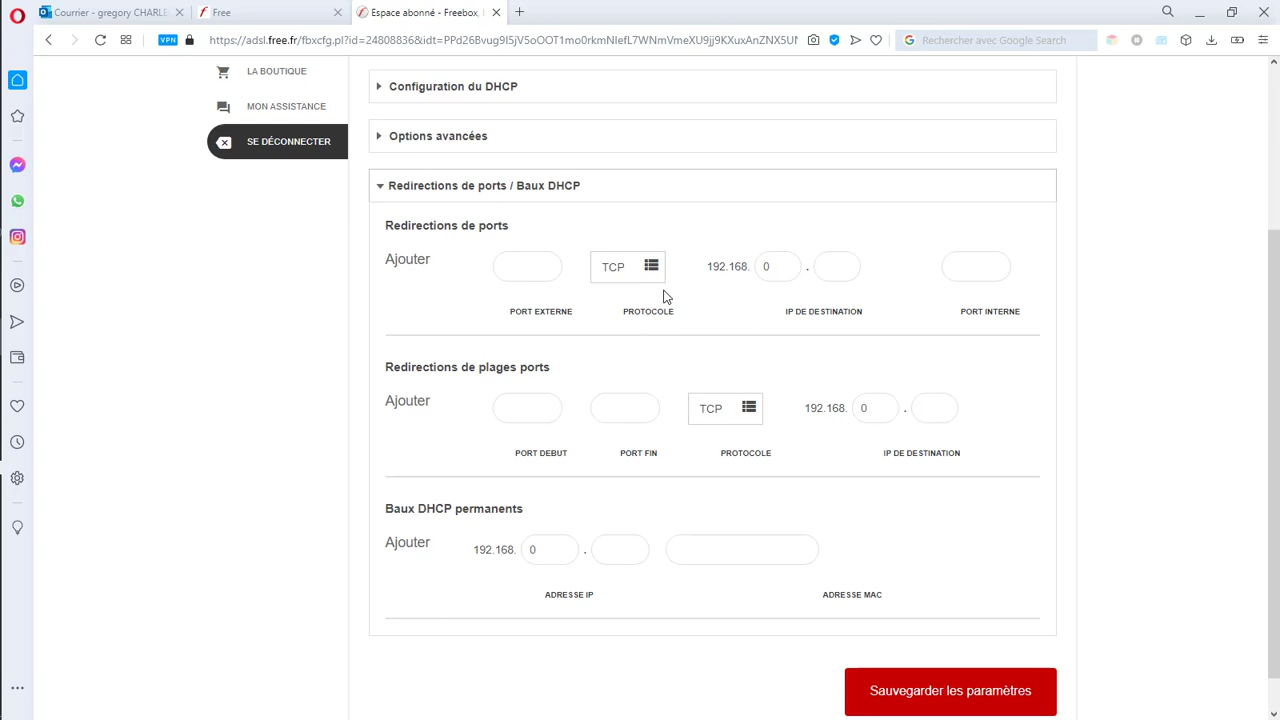 Courrier - gregory CHARLE
Free
Espace abonné - Freebox,
VPN
https://adsl.free.fr/fbxcfg.pl?id=24808836&idt=PPd26Bvug9I5jV5oOOT1mo0rkmNIefL7WNmVmeXU9jj9KXuxAnZNX5UN
Rechercher avec Google Search
LA BOUTIQUE
MON ASSISTANCE
SE DÉCONNECTER
Configuration du DHCP
Options avancées
Redirections de ports / Baux DHCP
Redirections de ports
Ajouter TCP 192.168. 0 .
PORT EXTERNE PROTOCOLE IP DE DESTINATION PORT INTERNE
Redirections de plages ports
Ajouter TCP 192.168. 0 .
PORT DEBUT PORT FIN PROTOCOLE IP DE DESTINATION
Baux DHCP permanents
Ajouter 192.168. 0 .
ADRESSE IP ADRESSE MAC
Sauvegarder les paramètres